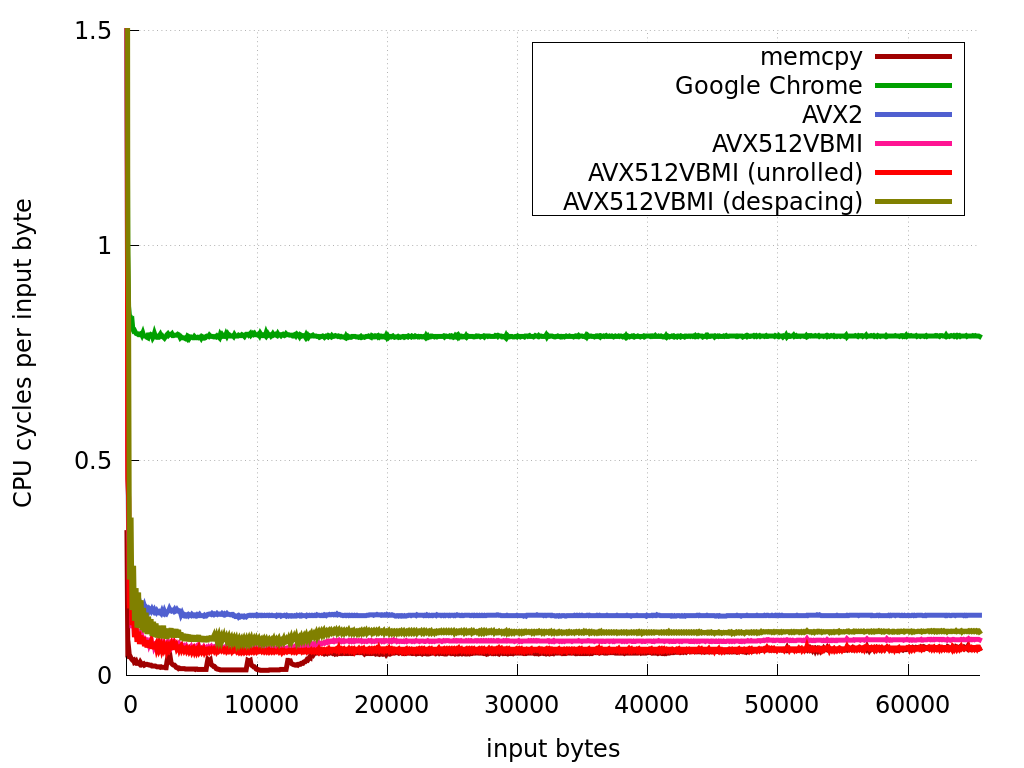 1.5
1
0.5
0
CPU cycles per input byte
memcpy
Google Chrome
AVX2
AVX512VBMI
AVX512VBMI (unrolled)
AVX512VBMI (despacing)
0 10000 20000 30000 40000 50000 60000
input bytes